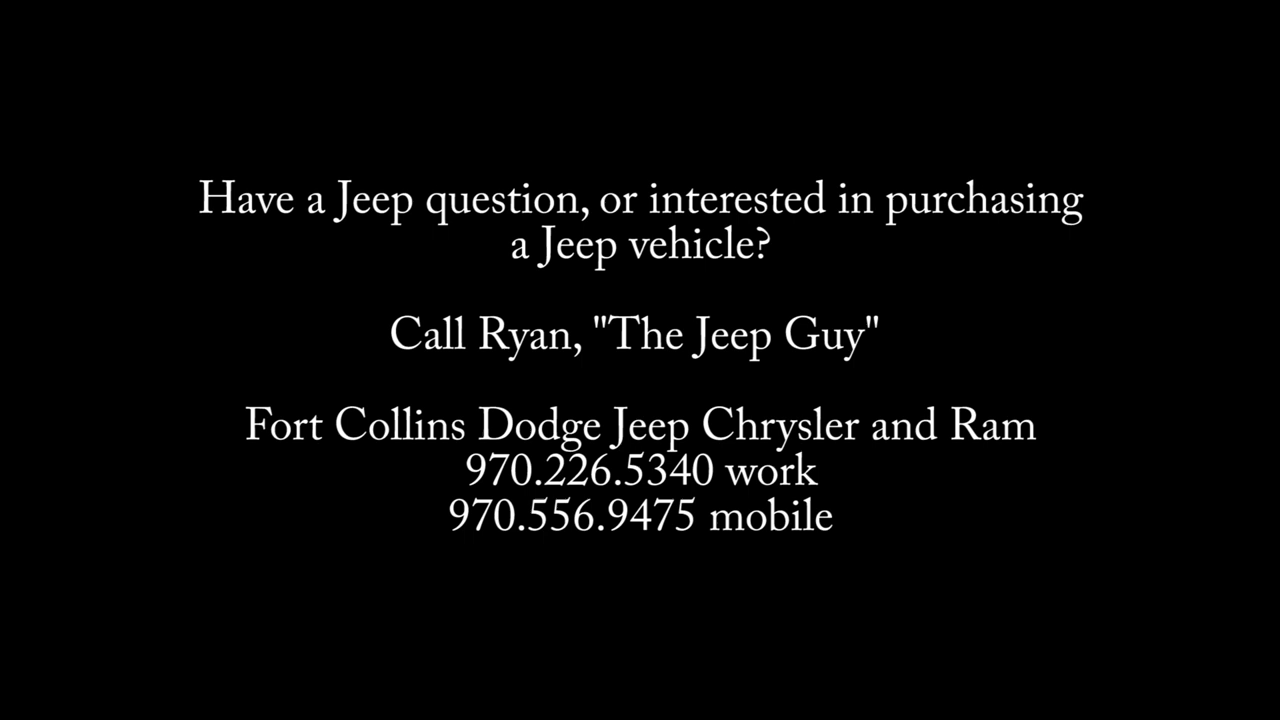 Have a Jeep question, or interested in purchasing
a Jeep vehicle?
Call Ryan, "The Jeep Guy"
Fort Collins Dodge Jeep Chrysler and Ram
970.226.5340 work
970.556.9475 mobile